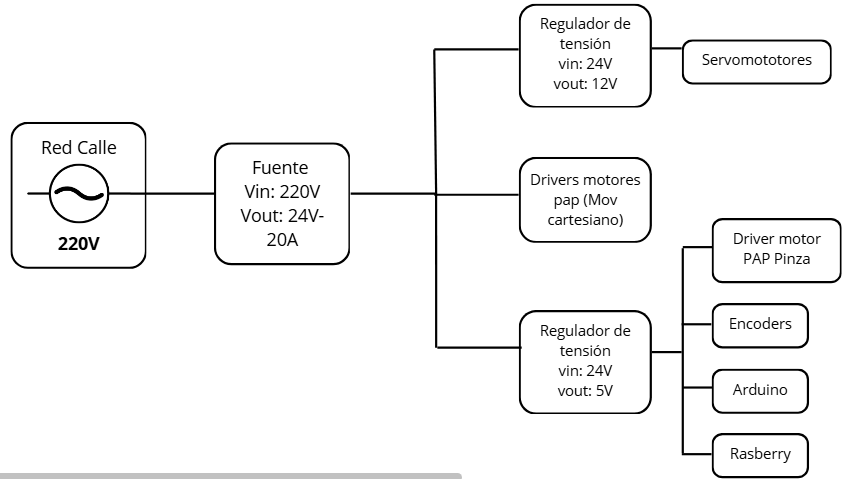 Red Calle
220V
Fuente
Vin: 220V
Vout: 24V-
20A
Regulador de
tensión
vin: 24V
vout: 12V
Servomototores
Drivers motores
pap (Mov
cartesiano)
Regulador de
tensión
vin: 24V
vout: 5V
Driver motor
PAP Pinza
Encoders
Arduino
Rasberry